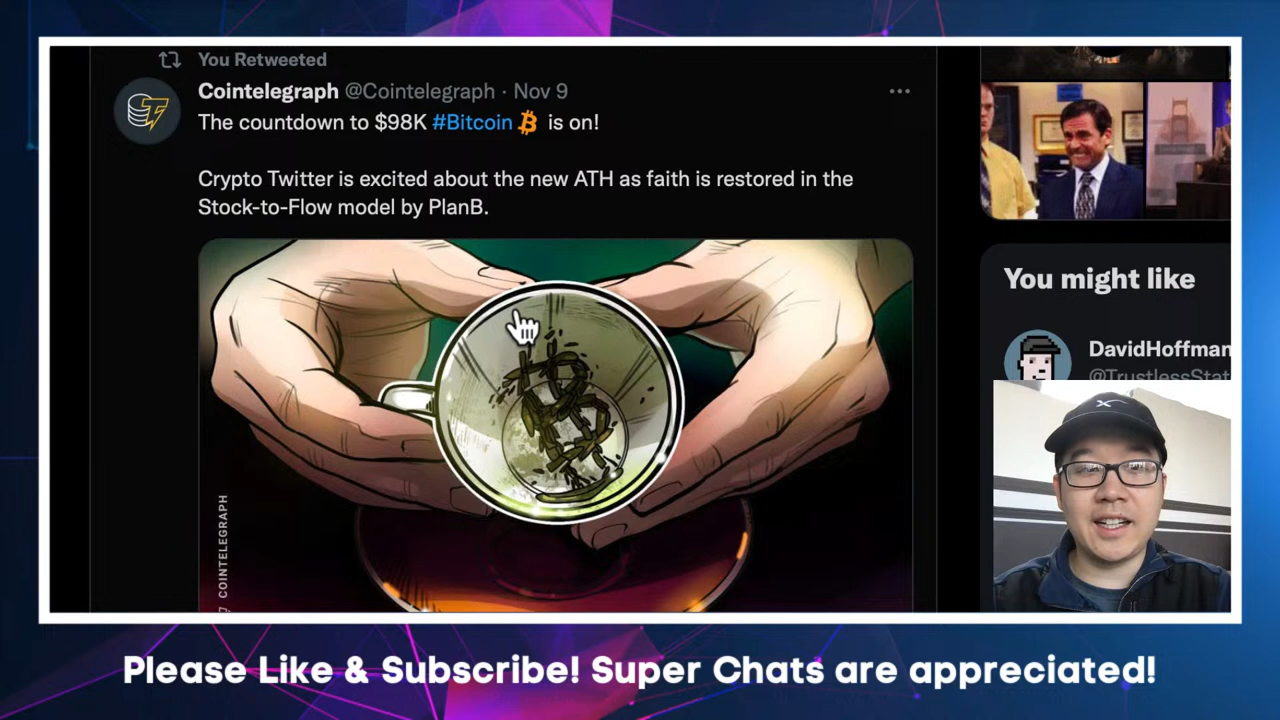 You Retweeted
Cointelegraph @Cointelegraph · Nov 9
The countdown to $98K #Bitcoin is on!
Crypto Twitter is excited about the new ATH as faith is restored in the
Stock-to-Flow model by PlanB.
COINTELEGRAPH
You might like
DavidHoffman
@TrustlessStat
Please Like & Subscribe! Super Chats are appreciated!